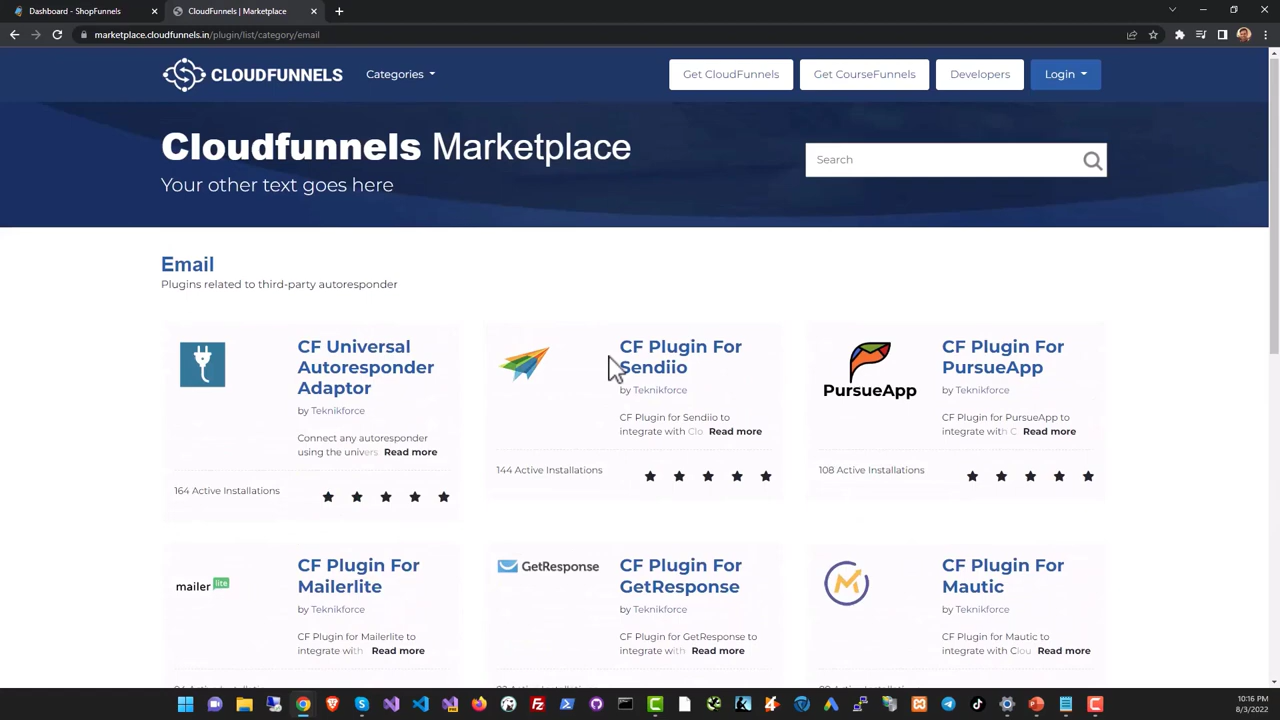 Dashboard - ShopFunnels
CloudFunnels | Marketplace
marketplace.cloudfunnels.in/plugin/list/category/email
CLOUDFUNNELS
Categories
Get CloudFunnels
Get CourseFunnels
Developers
Login
Cloudfunnels Marketplace
Your other text goes here
Search
Email
Plugins related to third-party autoresponder
CF Universal
Autoresponder
Adaptor
by Teknikforce
Connect any autoresponder
using the univers Read more
164 Active Installations
CF Plugin For
Sendiio
by Teknikforce
CF Plugin for Sendiio to
integrate with Clo Read more
144 Active Installations
PursueApp
CF Plugin For
PursueApp
by Teknikforce
CF Plugin for PursueApp to
integrate with C Read more
108 Active Installations
mailer lite
CF Plugin For
Mailerlite
by Teknikforce
CF Plugin for Mailerlite to
integrate with Read more
GetResponse
CF Plugin For
GetResponse
by Teknikforce
CF Plugin for GetResponse to
integrate with Read more
CF Plugin For
Mautic
by Teknikforce
CF Plugin for Mautic to
integrate with Clou Read more
10:16 PM
8/3/2022